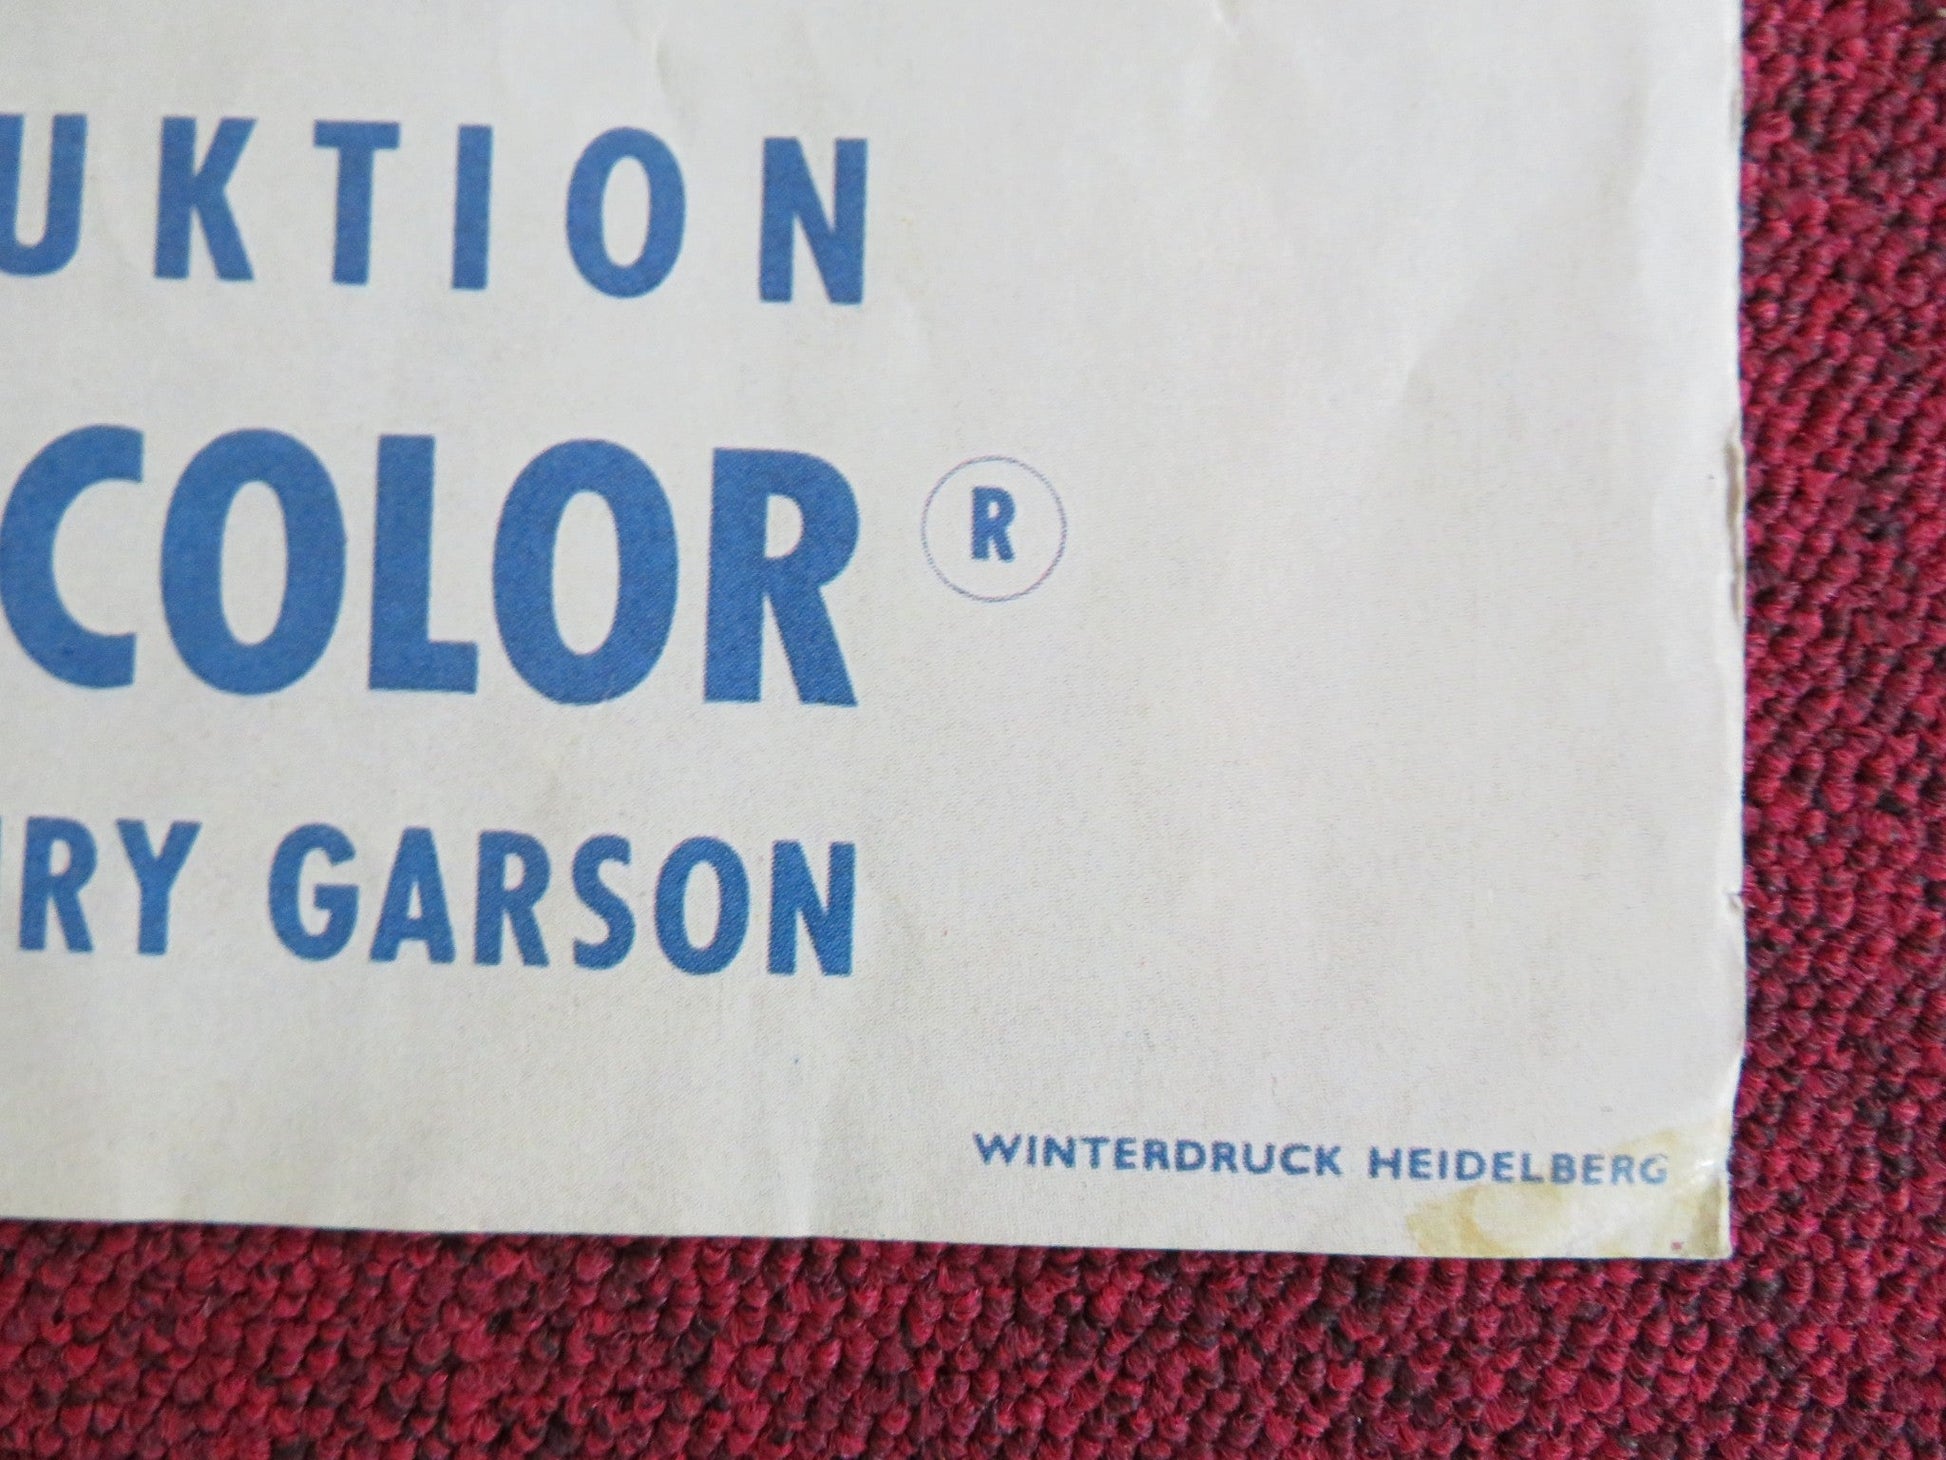 UKTION
COLOR ®
RY GARSON
WINTERDRUCK HEIDELBERG